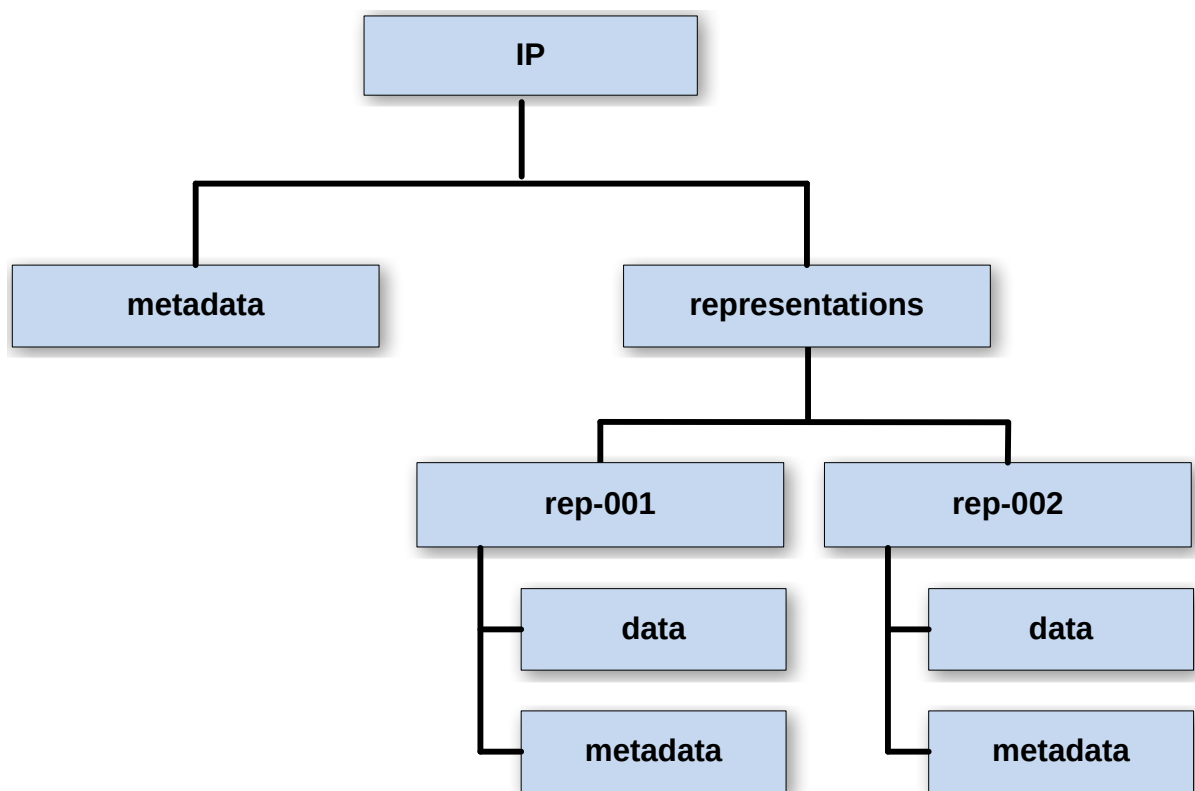 IP
metadata
representations
rep-001
rep-002
data
data
metadata
metadata